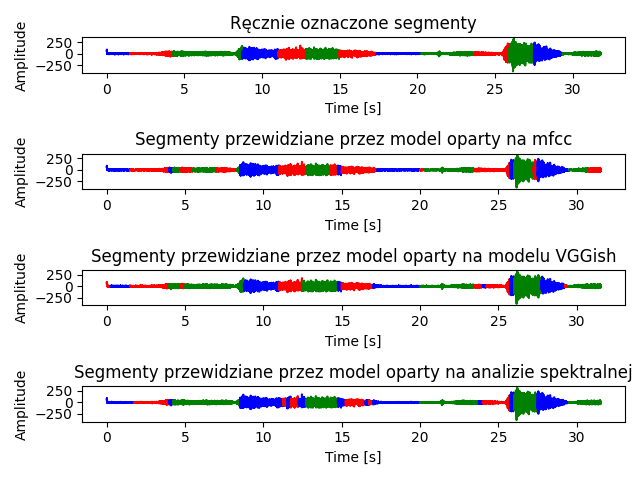 Ręcznie oznaczone segmenty
Amplitude
250
0
−250
0 5 10 15 20 25 30
Time [s]
Segmenty przewidziane przez model oparty na mfcc
Amplitude
250
0
−250
0 5 10 15 20 25 30
Time [s]
Segmenty przewidziane przez model oparty na modelu VGGish
Amplitude
250
0
−250
0 5 10 15 20 25 30
Time [s]
Segmenty przewidziane przez model oparty na analizie spektralnej
Amplitude
250
0
−250
0 5 10 15 20 25 30
Time [s]